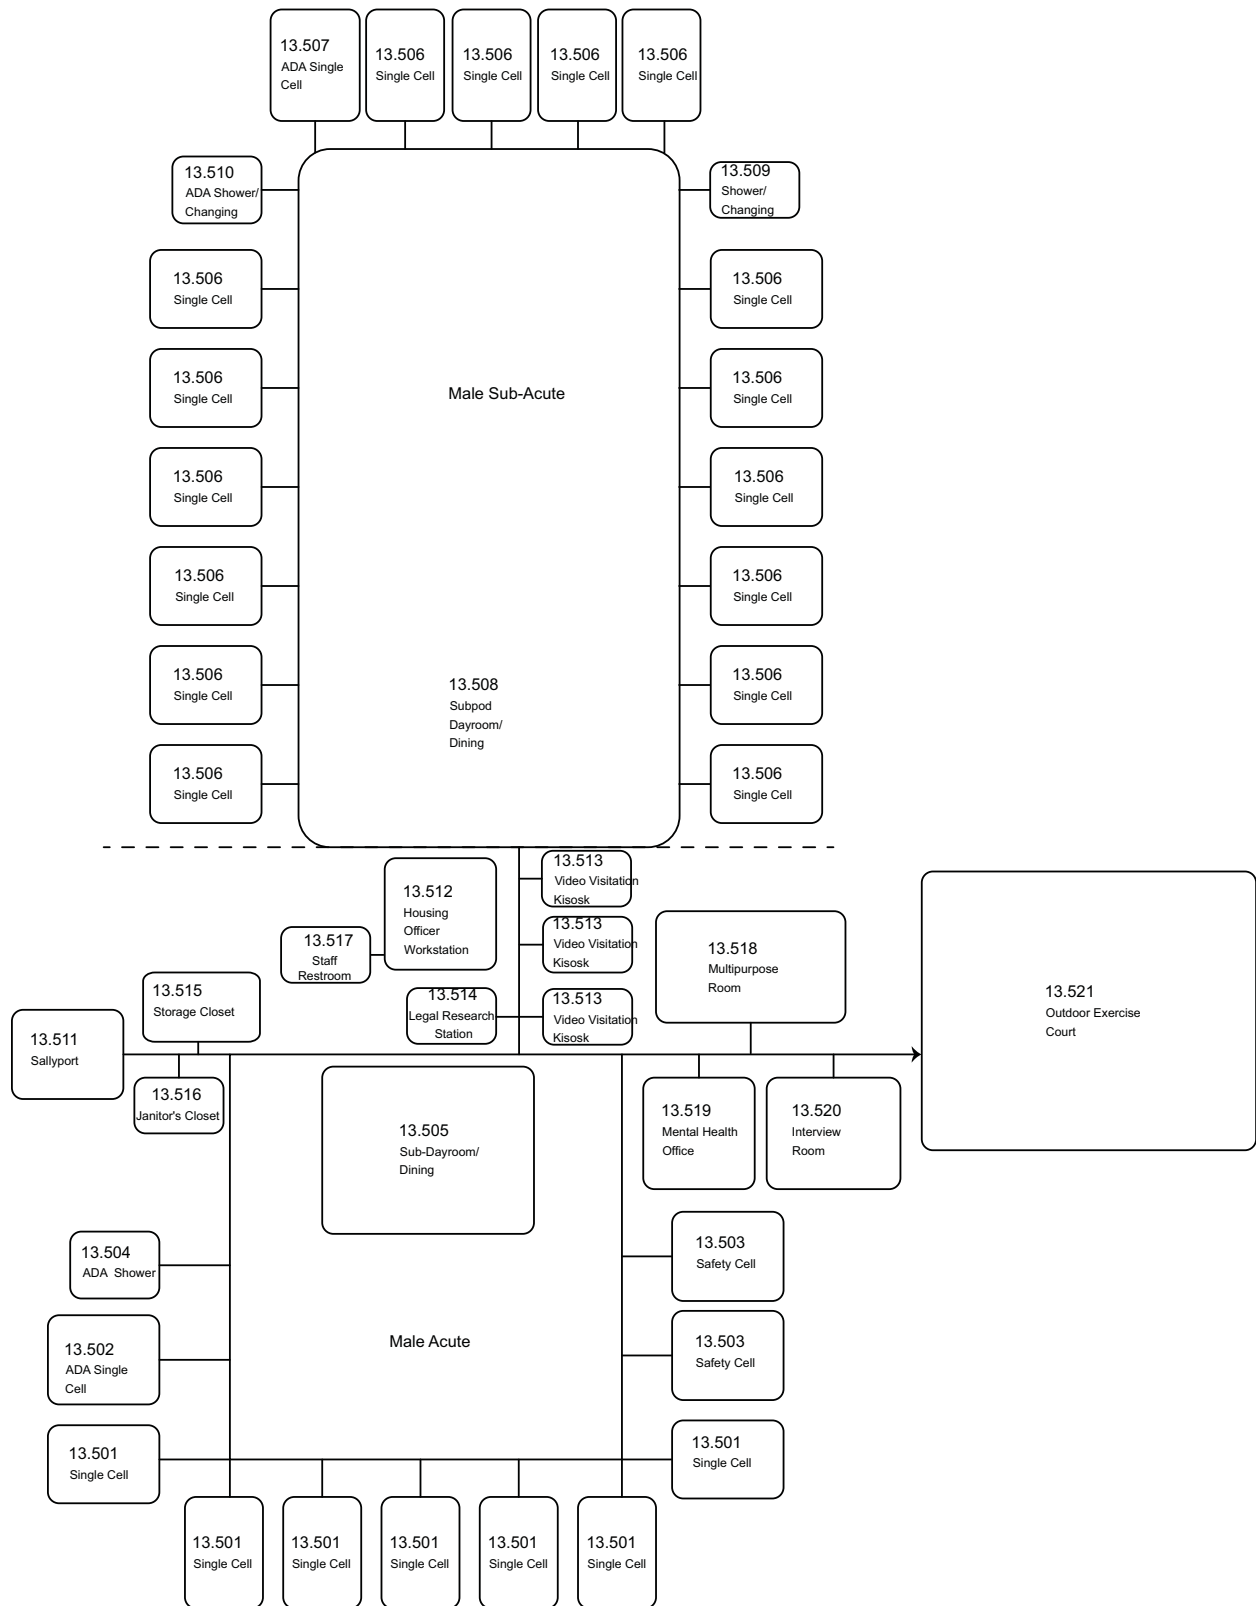 13.507
ADA Single
Cell
13.506
Single Cell
13.506
Single Cell
13.506
Single Cell
13.506
Single Cell
13.510
ADA Shower/
Changing
13.509
Shower/
Changing
13.506
Single Cell
13.506
Single Cell
13.506
Single Cell
13.506
Single Cell
Male Sub-Acute
13.506
Single Cell
13.506
Single Cell
13.506
Single Cell
13.506
Single Cell
13.506
Single Cell
13.506
Single Cell
13.508
Subpod
Dayroom/
Dining
13.506
Single Cell
13.506
Single Cell
13.513
Video Visitation
Kisosk
13.512
Housing
Officer
Workstation
13.513
Video Visitation
Kisosk
13.517
Staff
Restroom
13.518
Multipurpose
Room
13.515
Storage Closet
13.514
Legal Research
Station
13.513
Video Visitation
Kisosk
13.521
Outdoor Exercise
Court
13.511
Sallyport
13.516
Janitor's Closet
13.505
Sub-Dayroom/
Dining
13.519
Mental Health
Office
13.520
Interview
Room
13.504
ADA  Shower
13.503
Safety Cell
Male Acute
13.502
ADA Single
Cell
13.503
Safety Cell
13.501
Single Cell
13.501
Single Cell
13.501
Single Cell
13.501
Single Cell
13.501
Single Cell
13.501
Single Cell
13.501
Single Cell